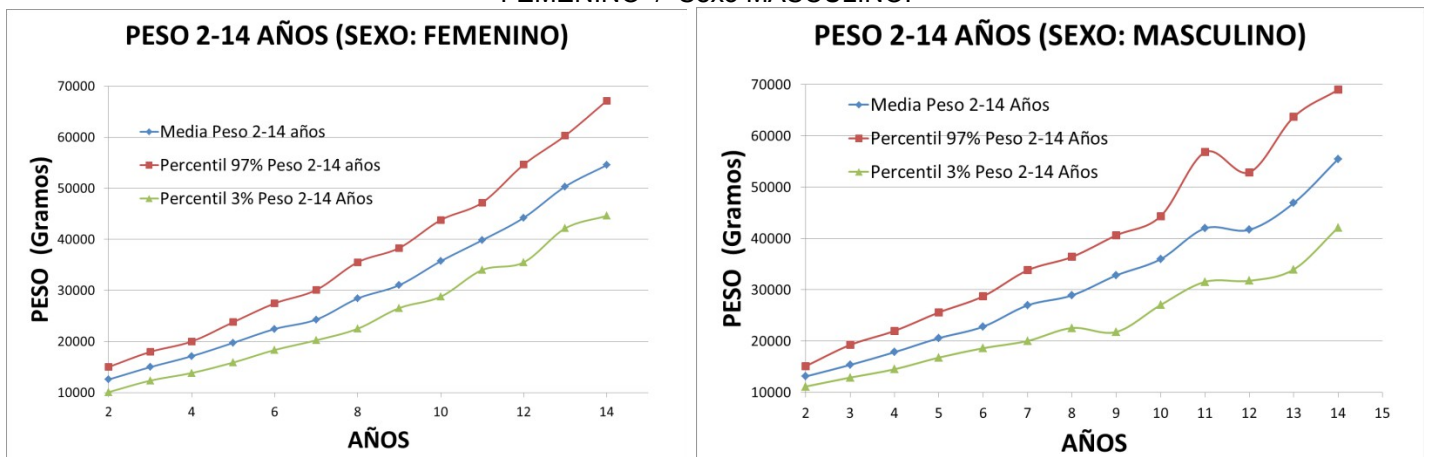 FEMENINO / Sexo MASCULINO.
PESO 2-14 AÑOS (SEXO: FEMENINO)
70000
60000
50000
40000
30000
20000
10000
PESO (Gramos)
Media Peso 2-14 años
Percentil 97% Peso 2-14 años
Percentil 3% Peso 2-14 Años
2 4 6 8 10 12 14
AÑOS
PESO 2-14 AÑOS (SEXO: MASCULINO)
70000
60000
50000
40000
30000
20000
10000
PESO (Gramos)
Media Peso 2-14 Años
Percentil 97% Peso 2-14 Años
Percentil 3% Peso 2-14 Años
2 3 4 5 6 7 8 9 10 11 12 13 14 15
AÑOS